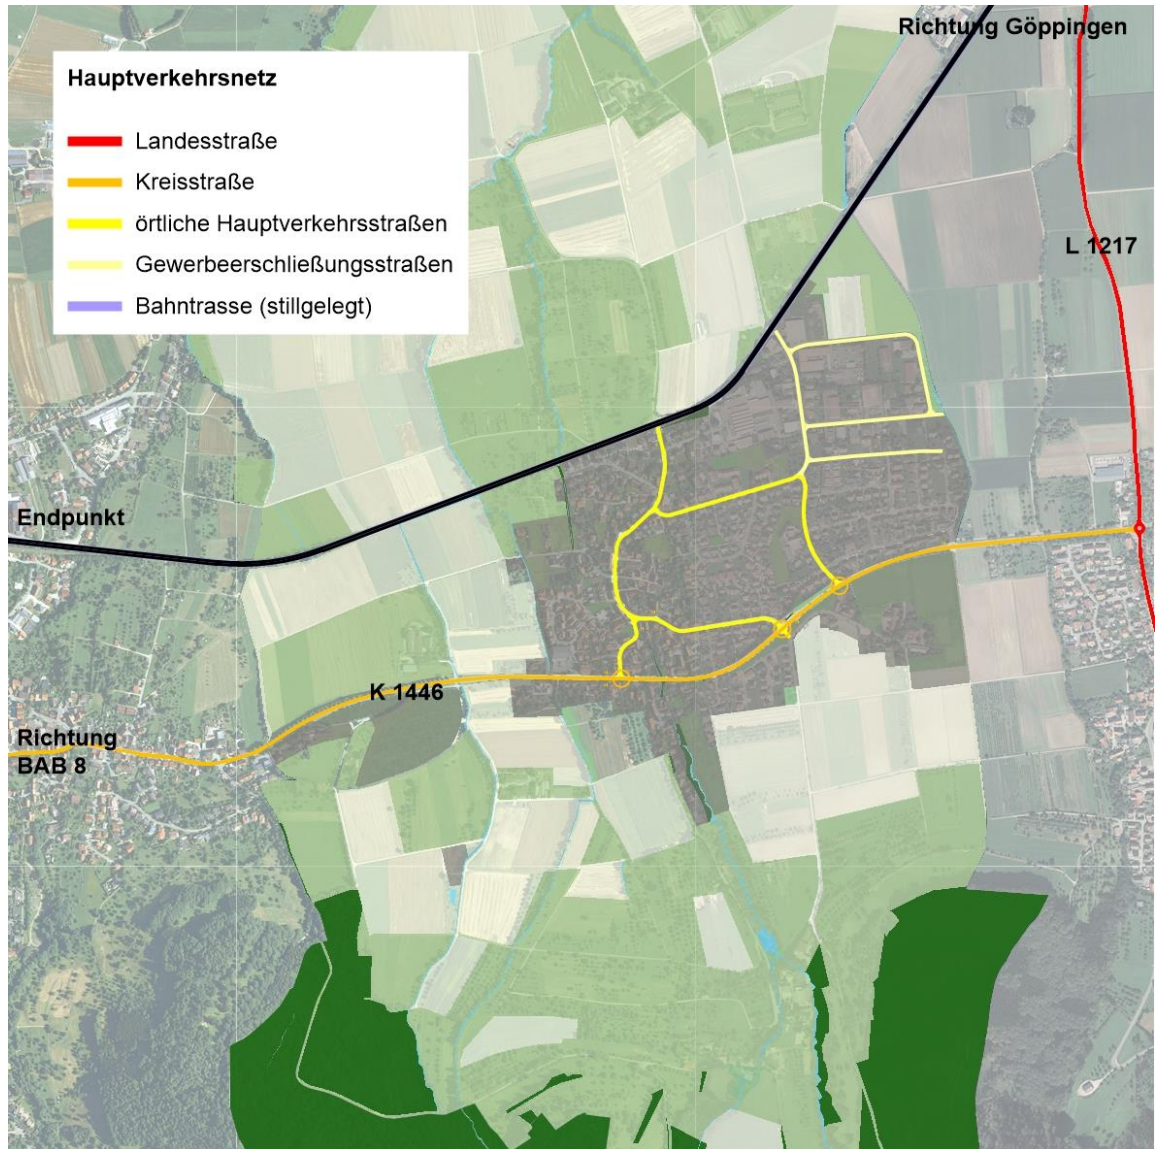 Richtung Göppingen
Hauptverkehrsnetz
Landesstraße
Kreisstraße
örtliche Hauptverkehrsstraßen
Gewerbeerschließungsstraßen
Bahntrasse (stillgelegt)
L 1217
Endpunkt
K 1446
Richtung
BAB 8